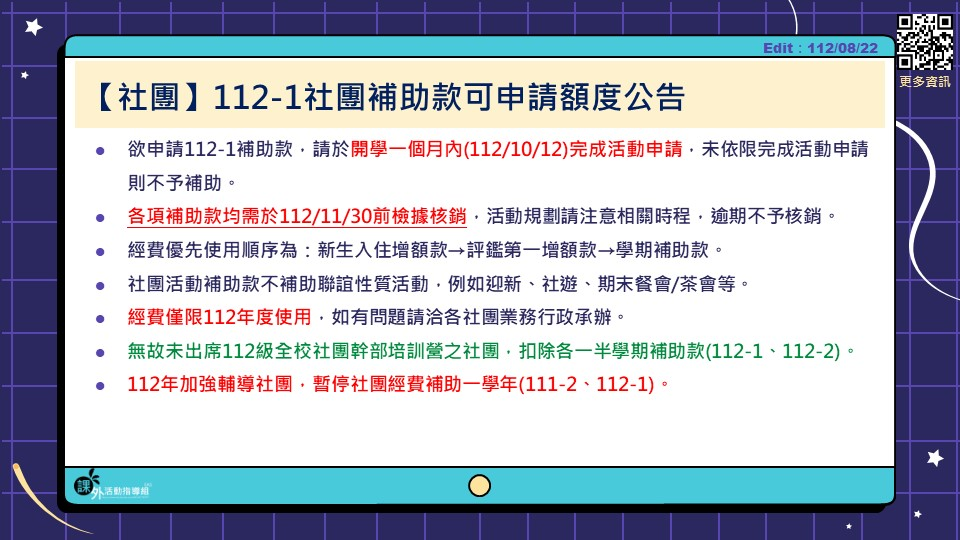 Edit：112/08/22
更多資訊
【社團】112-1社團補助款可申請額度公告
● 欲申請112-1補助款，請於開學一個月內(112/10/12)完成活動申請，未依限完成活動申請
則不予補助。
● 各項補助款均需於112/11/30前檢據核銷，活動規劃請注意相關時程，逾期不予核銷。
● 經費優先使用順序為：新生入住增額款→評鑑第一增額款→學期補助款。
● 社團活動補助款不補助聯誼性質活動，例如迎新、社遊、期末餐會/茶會等。
● 經費僅限112年度使用，如有問題請洽各社團業務行政承辦。
● 無故未出席112級全校社團幹部培訓營之社團，扣除各一半學期補助款(112-1、112-2)。
● 112年加強輔導社團，暫停社團經費補助一學年(111-2、112-1)。
課外活動指導組